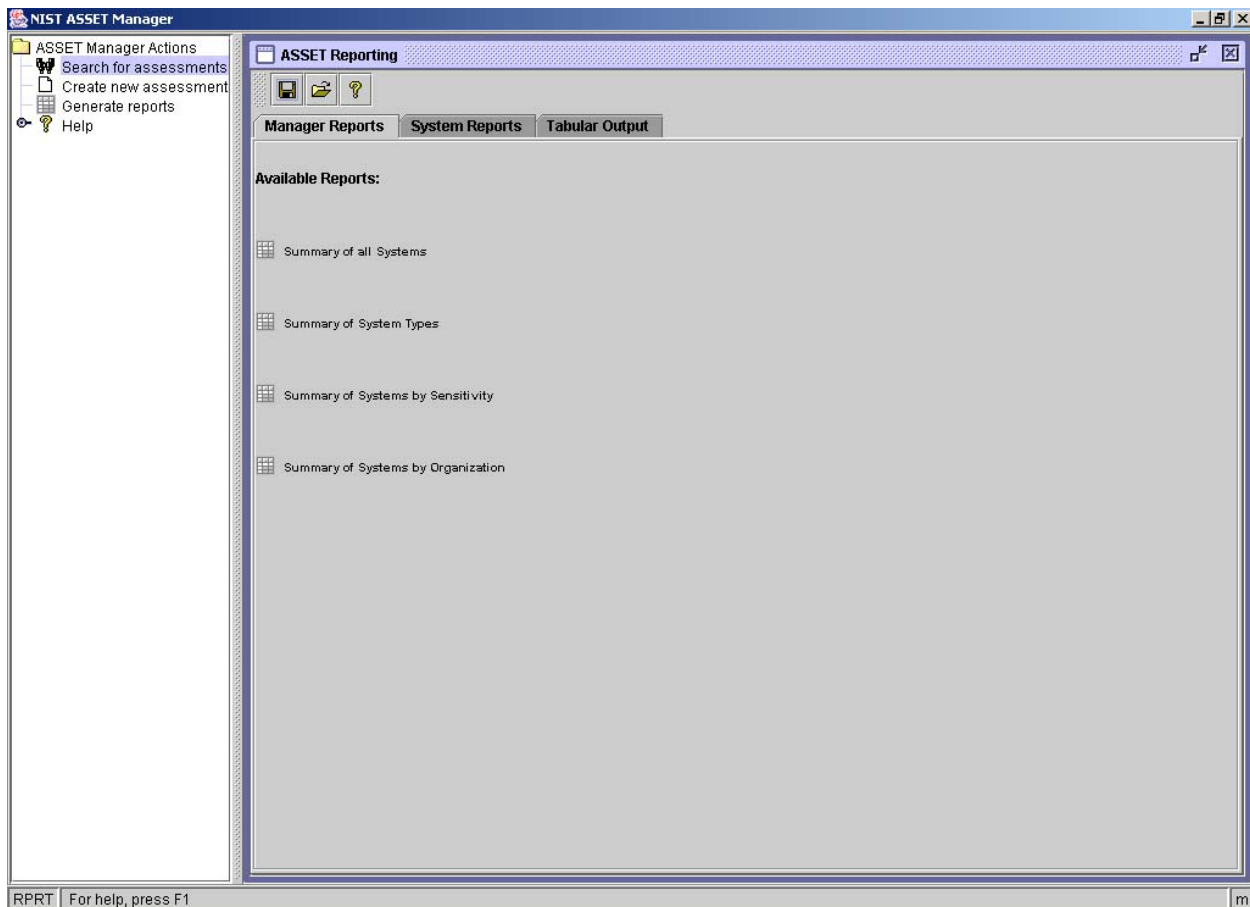 NIST ASSET Manager
ASSET Manager Actions
Search for assessments
Create new assessment
Generate reports
Help
ASSET Reporting
Manager Reports System Reports Tabular Output
Available Reports:
Summary of all Systems
Summary of System Types
Summary of Systems by Sensitivity
Summary of Systems by Organization
RPRT For help, press F1 m